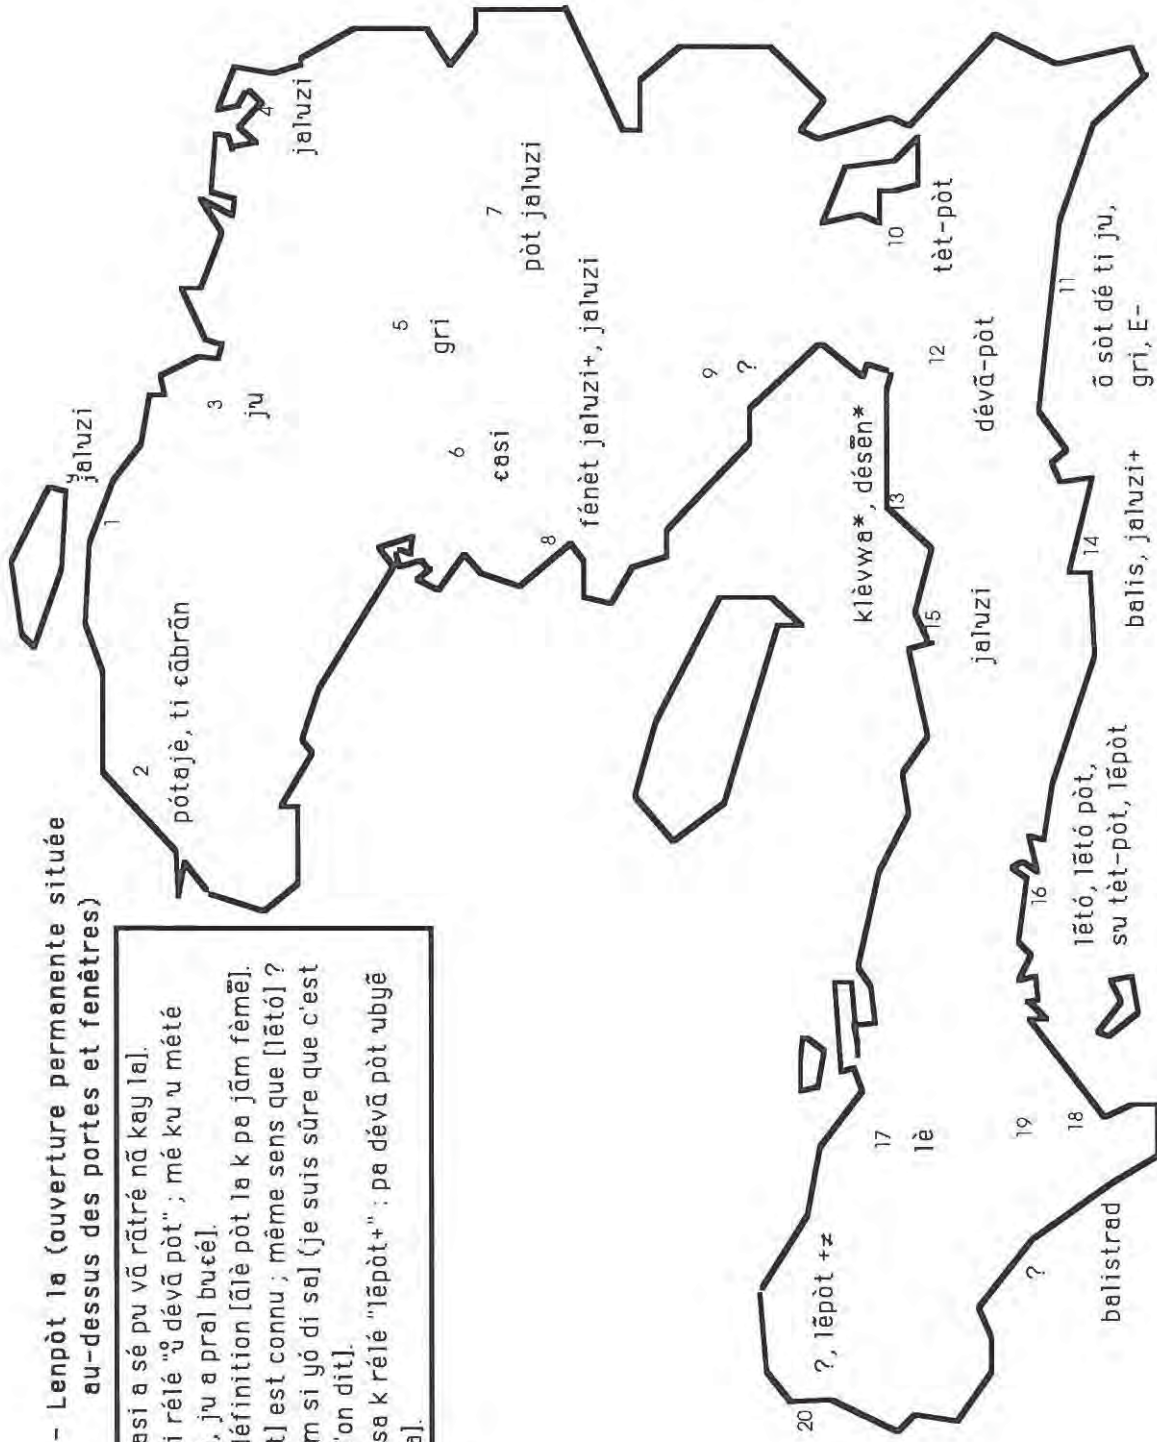 - Lenpòt la (ouverture permanente située
au-dessus des portes et fenêtres)
asi a sé pu vã rãtré nã kay la].
i rélé "ů dévã pòt" ; mé ku u mété
, ju a pral buɛé].
définition [ãlè pòt la k pa jãm fèmẽ].
t] est connu ; même sens que [lẽtó] ?
m si yó di sa] (je suis sûre que c'est
'on dit].
sa k rélé "lẽpòt+" : pa dévã pòt ubyẽ
a].
1
jaluzi
2
pótajè, ti ɛãbrãn
3
ju
4
jaluzi
5
gri
6
ɛasi
7
pòt jaluzi
8
fénèt jaluzi+, jaluzi
9
?
10
tèt-pòt
11
õ sòt dé ti ju,
gri, E-
12
dévã-pòt
13
klèvwa*, désẽn*
14
balis, jaluzi+
15
jaluzi
16
lẽtó, lẽtó pòt,
su tèt-pòt, lẽpòt
17
lè
18
balistrad
19
?
20
?, lẽpòt +≠